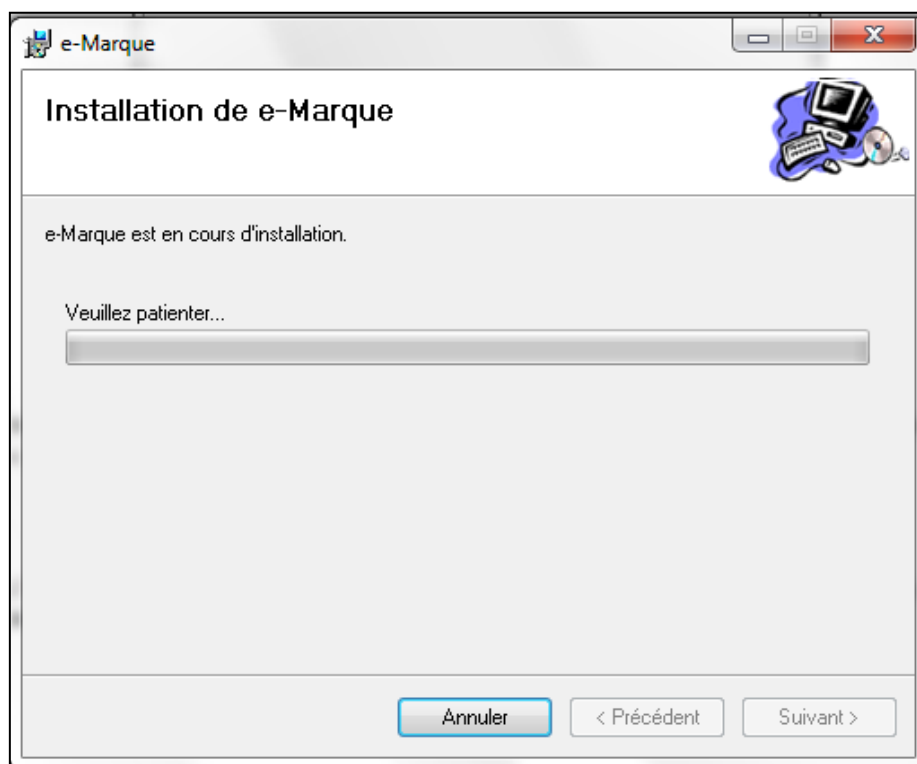 e-Marque
Installation de e-Marque
e-Marque est en cours d'installation.
Veuillez patienter...
Annuler
< Précédent
Suivant >